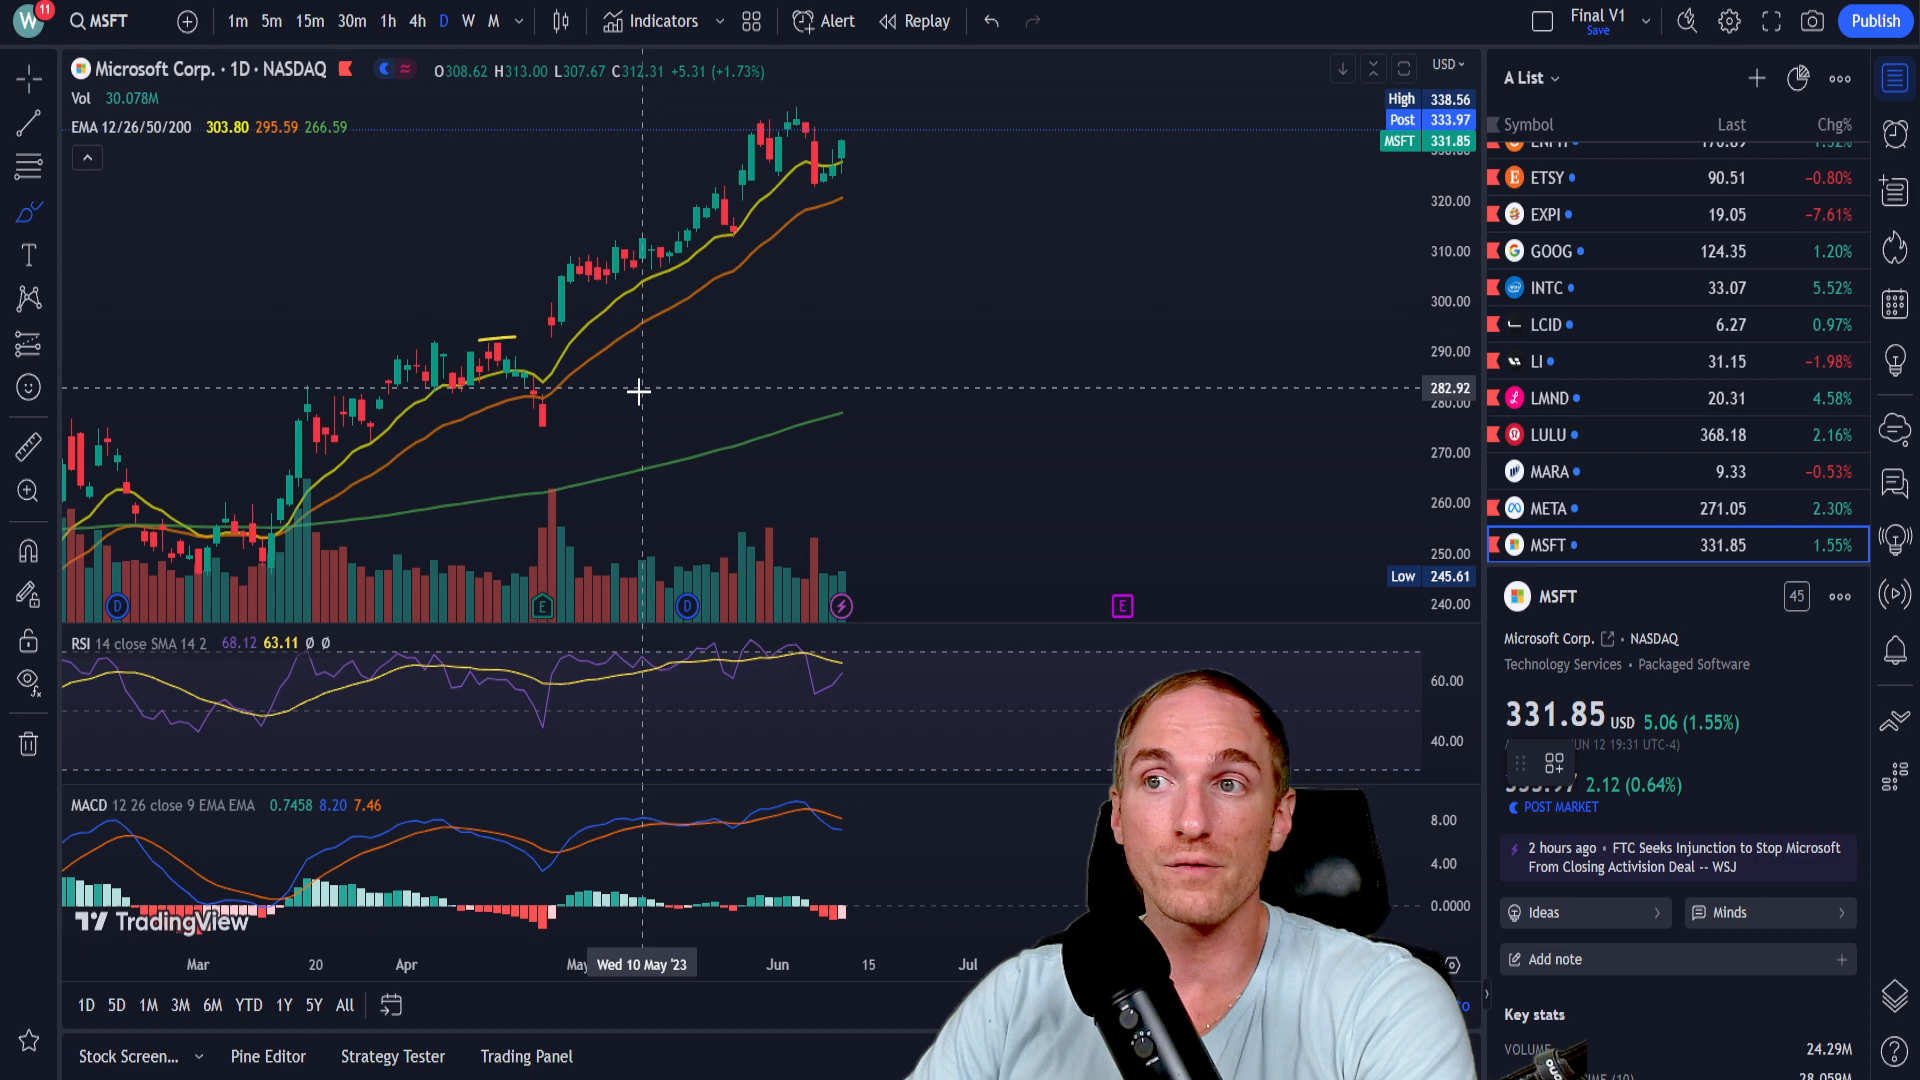 W 11 MSFT 1m 5m 15m 30m 1h 4h D W M Indicators Alert Replay Final V1 Save Publish
Microsoft Corp. · 1D · NASDAQ O308.62 H313.00 L307.67 C312.31 +5.31 (+1.73%) USD
Vol 30.078M
EMA 12/26/50/200 303.80 295.59 266.59
High 338.56
Post 333.97
MSFT 331.85
320.00
310.00
300.00
290.00
282.92
280.00
270.00
260.00
250.00
Low 245.61
240.00
D E D E
RSI 14 close SMA 14 2 68.12 63.11 Ø Ø
60.00
40.00
MACD 12 26 close 9 EMA EMA 0.7458 8.20 7.46
8.00
4.00
0.0000
TradingView
Mar 20 Apr May Wed 10 May '23 Jun 15 Jul
1D 5D 1M 3M 6M YTD 1Y 5Y All
Stock Screen... Pine Editor Strategy Tester Trading Panel
A List
Symbol Last Chg%
ETSY 90.51 −0.80%
EXPI 19.05 −7.61%
GOOG 124.35 1.20%
INTC 33.07 5.52%
LCID 6.27 0.97%
LI 31.15 −1.98%
LMND 20.31 4.58%
LULU 368.18 2.16%
MARA 9.33 −0.53%
META 271.05 2.30%
MSFT 331.85 1.55%
MSFT 45
Microsoft Corp. · NASDAQ
Technology Services • Packaged Software
331.85 USD 5.06 (1.55%)
UN 12 19:31 UTC-4)
2.12 (0.64%)
POST MARKET
2 hours ago • FTC Seeks Injunction to Stop Microsoft
From Closing Activision Deal -- WSJ
Ideas Minds
Add note
Key stats
VOLUME 24.29M